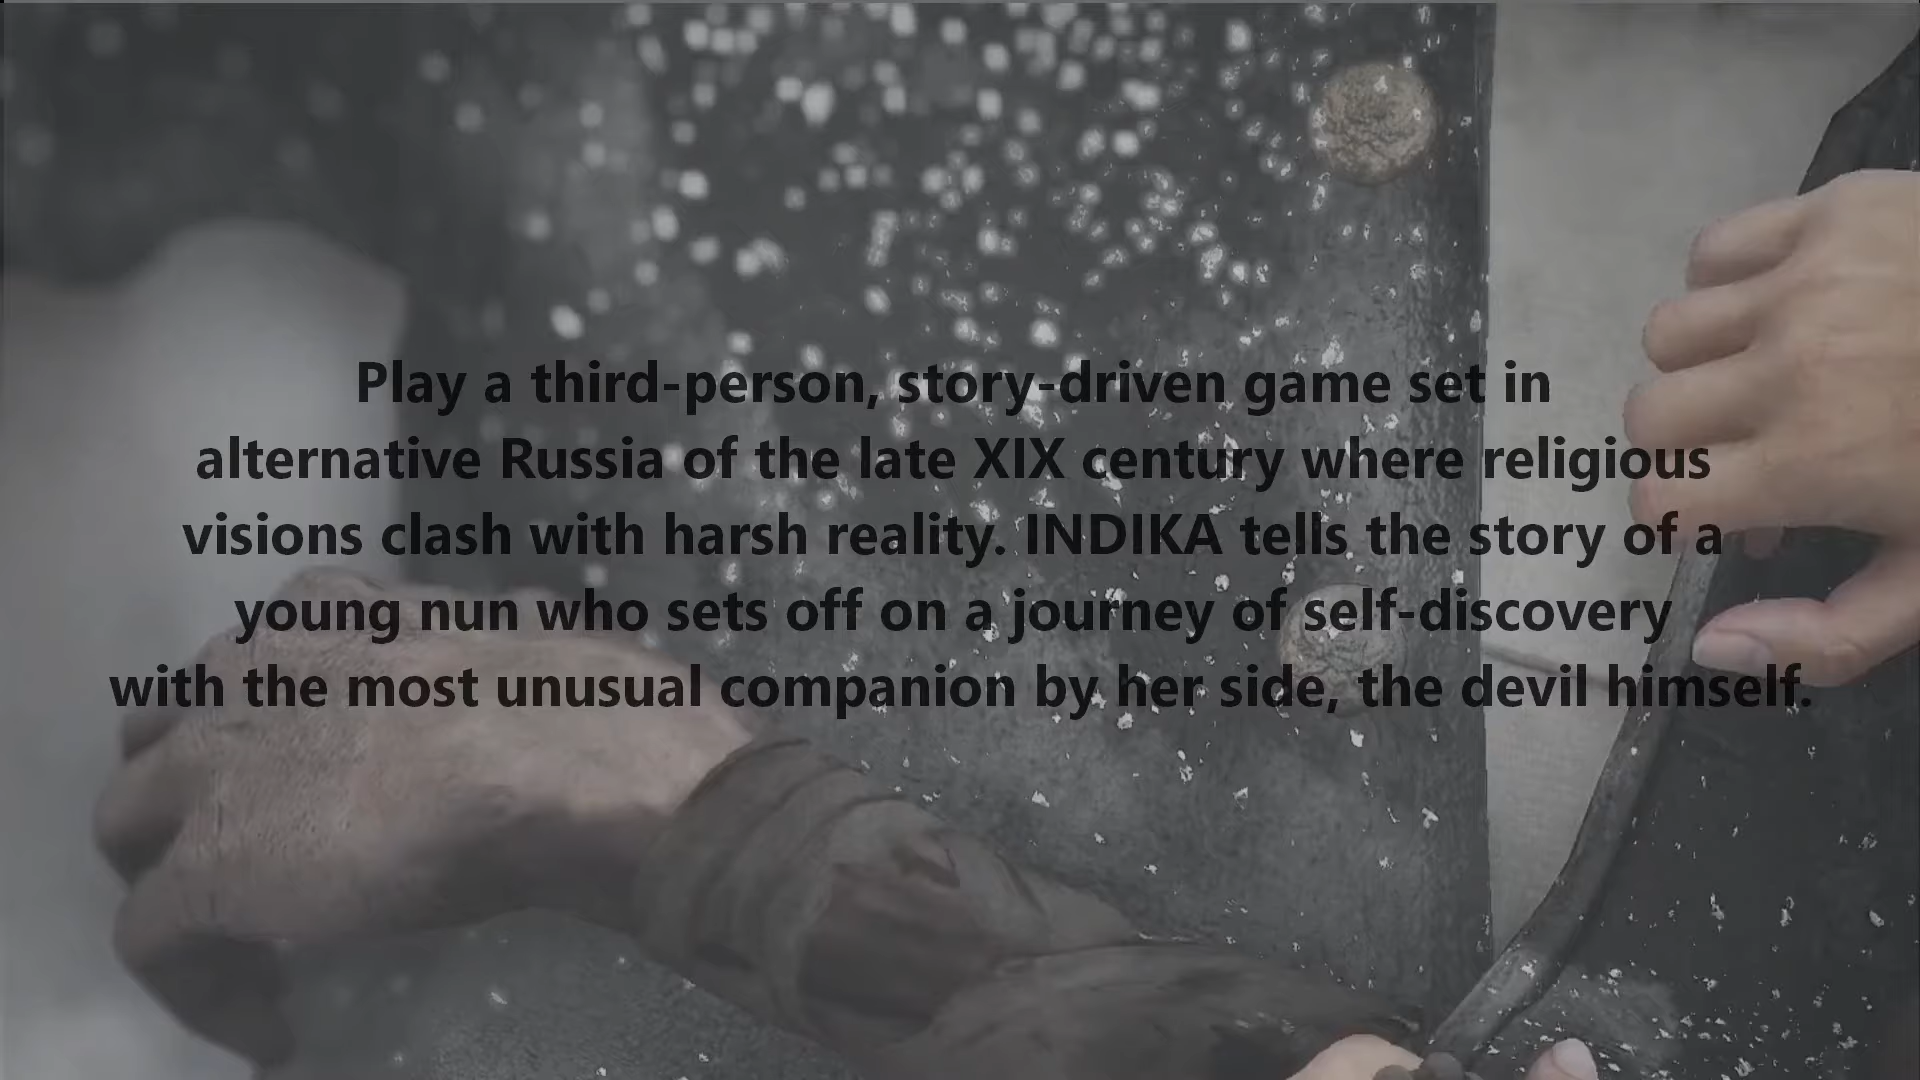 Play a third-person, story-driven game set in
alternative Russia of the late XIX century where religious
visions clash with harsh reality. INDIKA tells the story of a
young nun who sets off on a journey of self-discovery
with the most unusual companion by her side, the devil himself.